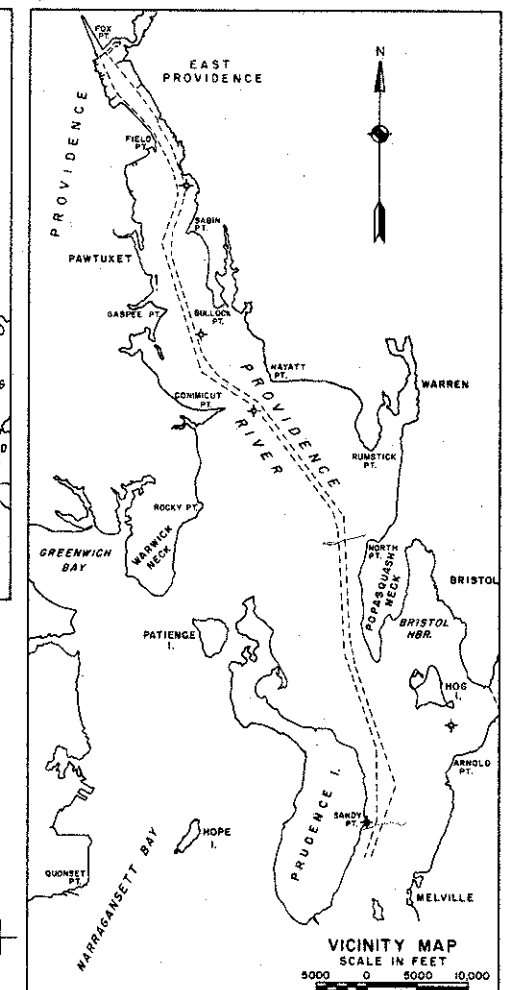 FOX
PT.
EAST
PROVIDENCE
N
PROVIDENCE
FIELD
PT.
SABIN
PT.
PAWTUXET
GASPEE PT.
BULLOCK
PT.
NAYATT
PT.
CONIMICUT
PT.
WARREN
PROVIDENCE
RIVER
RUMSTICK
PT.
ROCKY PT.
GREENWICH
BAY
WARWICK
NECK
NORTH
PT.
POPASQUASH
NECK
BRISTOL
BRISTOL
HBR.
PATIENCE
I.
HOG
I.
ARNOLD
PT.
PRUDENCE I.
SANDY
PT.
HOPE
I.
QUONSET
PT.
NARRAGANSETT BAY
MELVILLE
VICINITY MAP
SCALE IN FEET
5000 0 5000 10,000